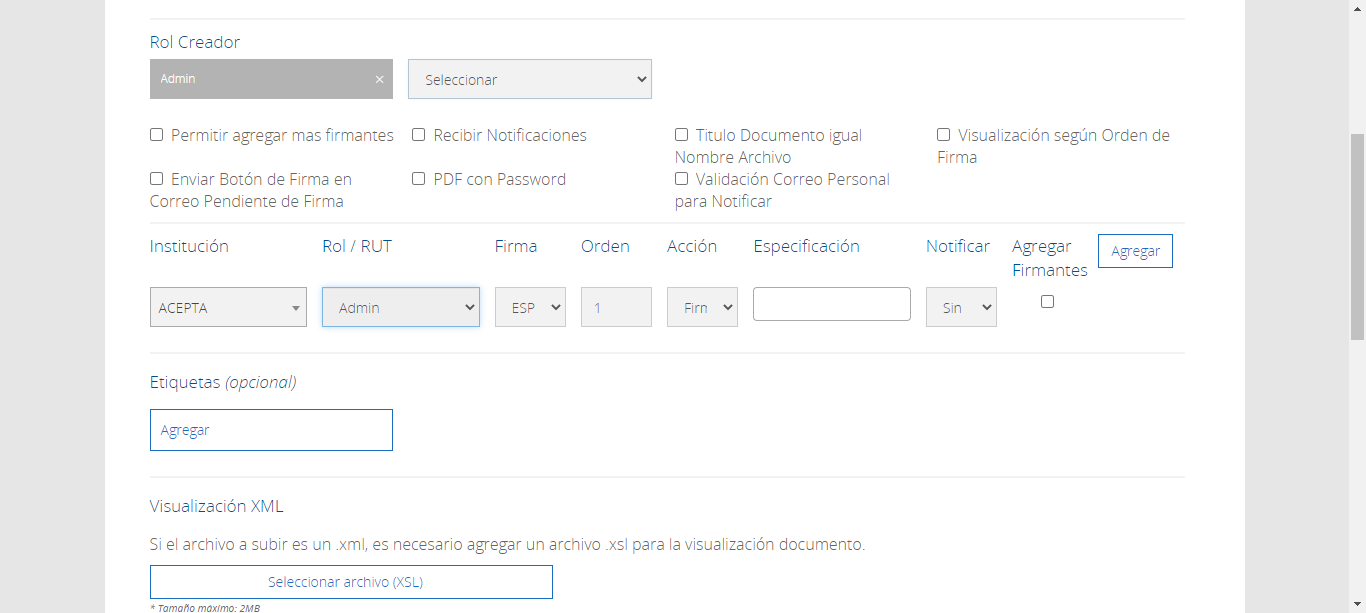 Rol Creador
Admin ×
Seleccionar
Permitir agregar mas firmantes
Recibir Notificaciones
Titulo Documento igual
Nombre Archivo
Visualización según Orden de
Firma
Enviar Botón de Firma en
Correo Pendiente de Firma
PDF con Password
Validación Correo Personal
para Notificar
Institución
Rol / RUT
Firma
Orden
Acción
Especificación
Notificar
Agregar
Firmantes
Agregar
ACEPTA
Admin
ESP
1
Firn
Sin
Etiquetas (opcional)
Agregar
Visualización XML
Si el archivo a subir es un .xml, es necesario agregar un archivo .xsl para la visualización documento.
Seleccionar archivo (XSL)
* Tamaño máximo: 2MB